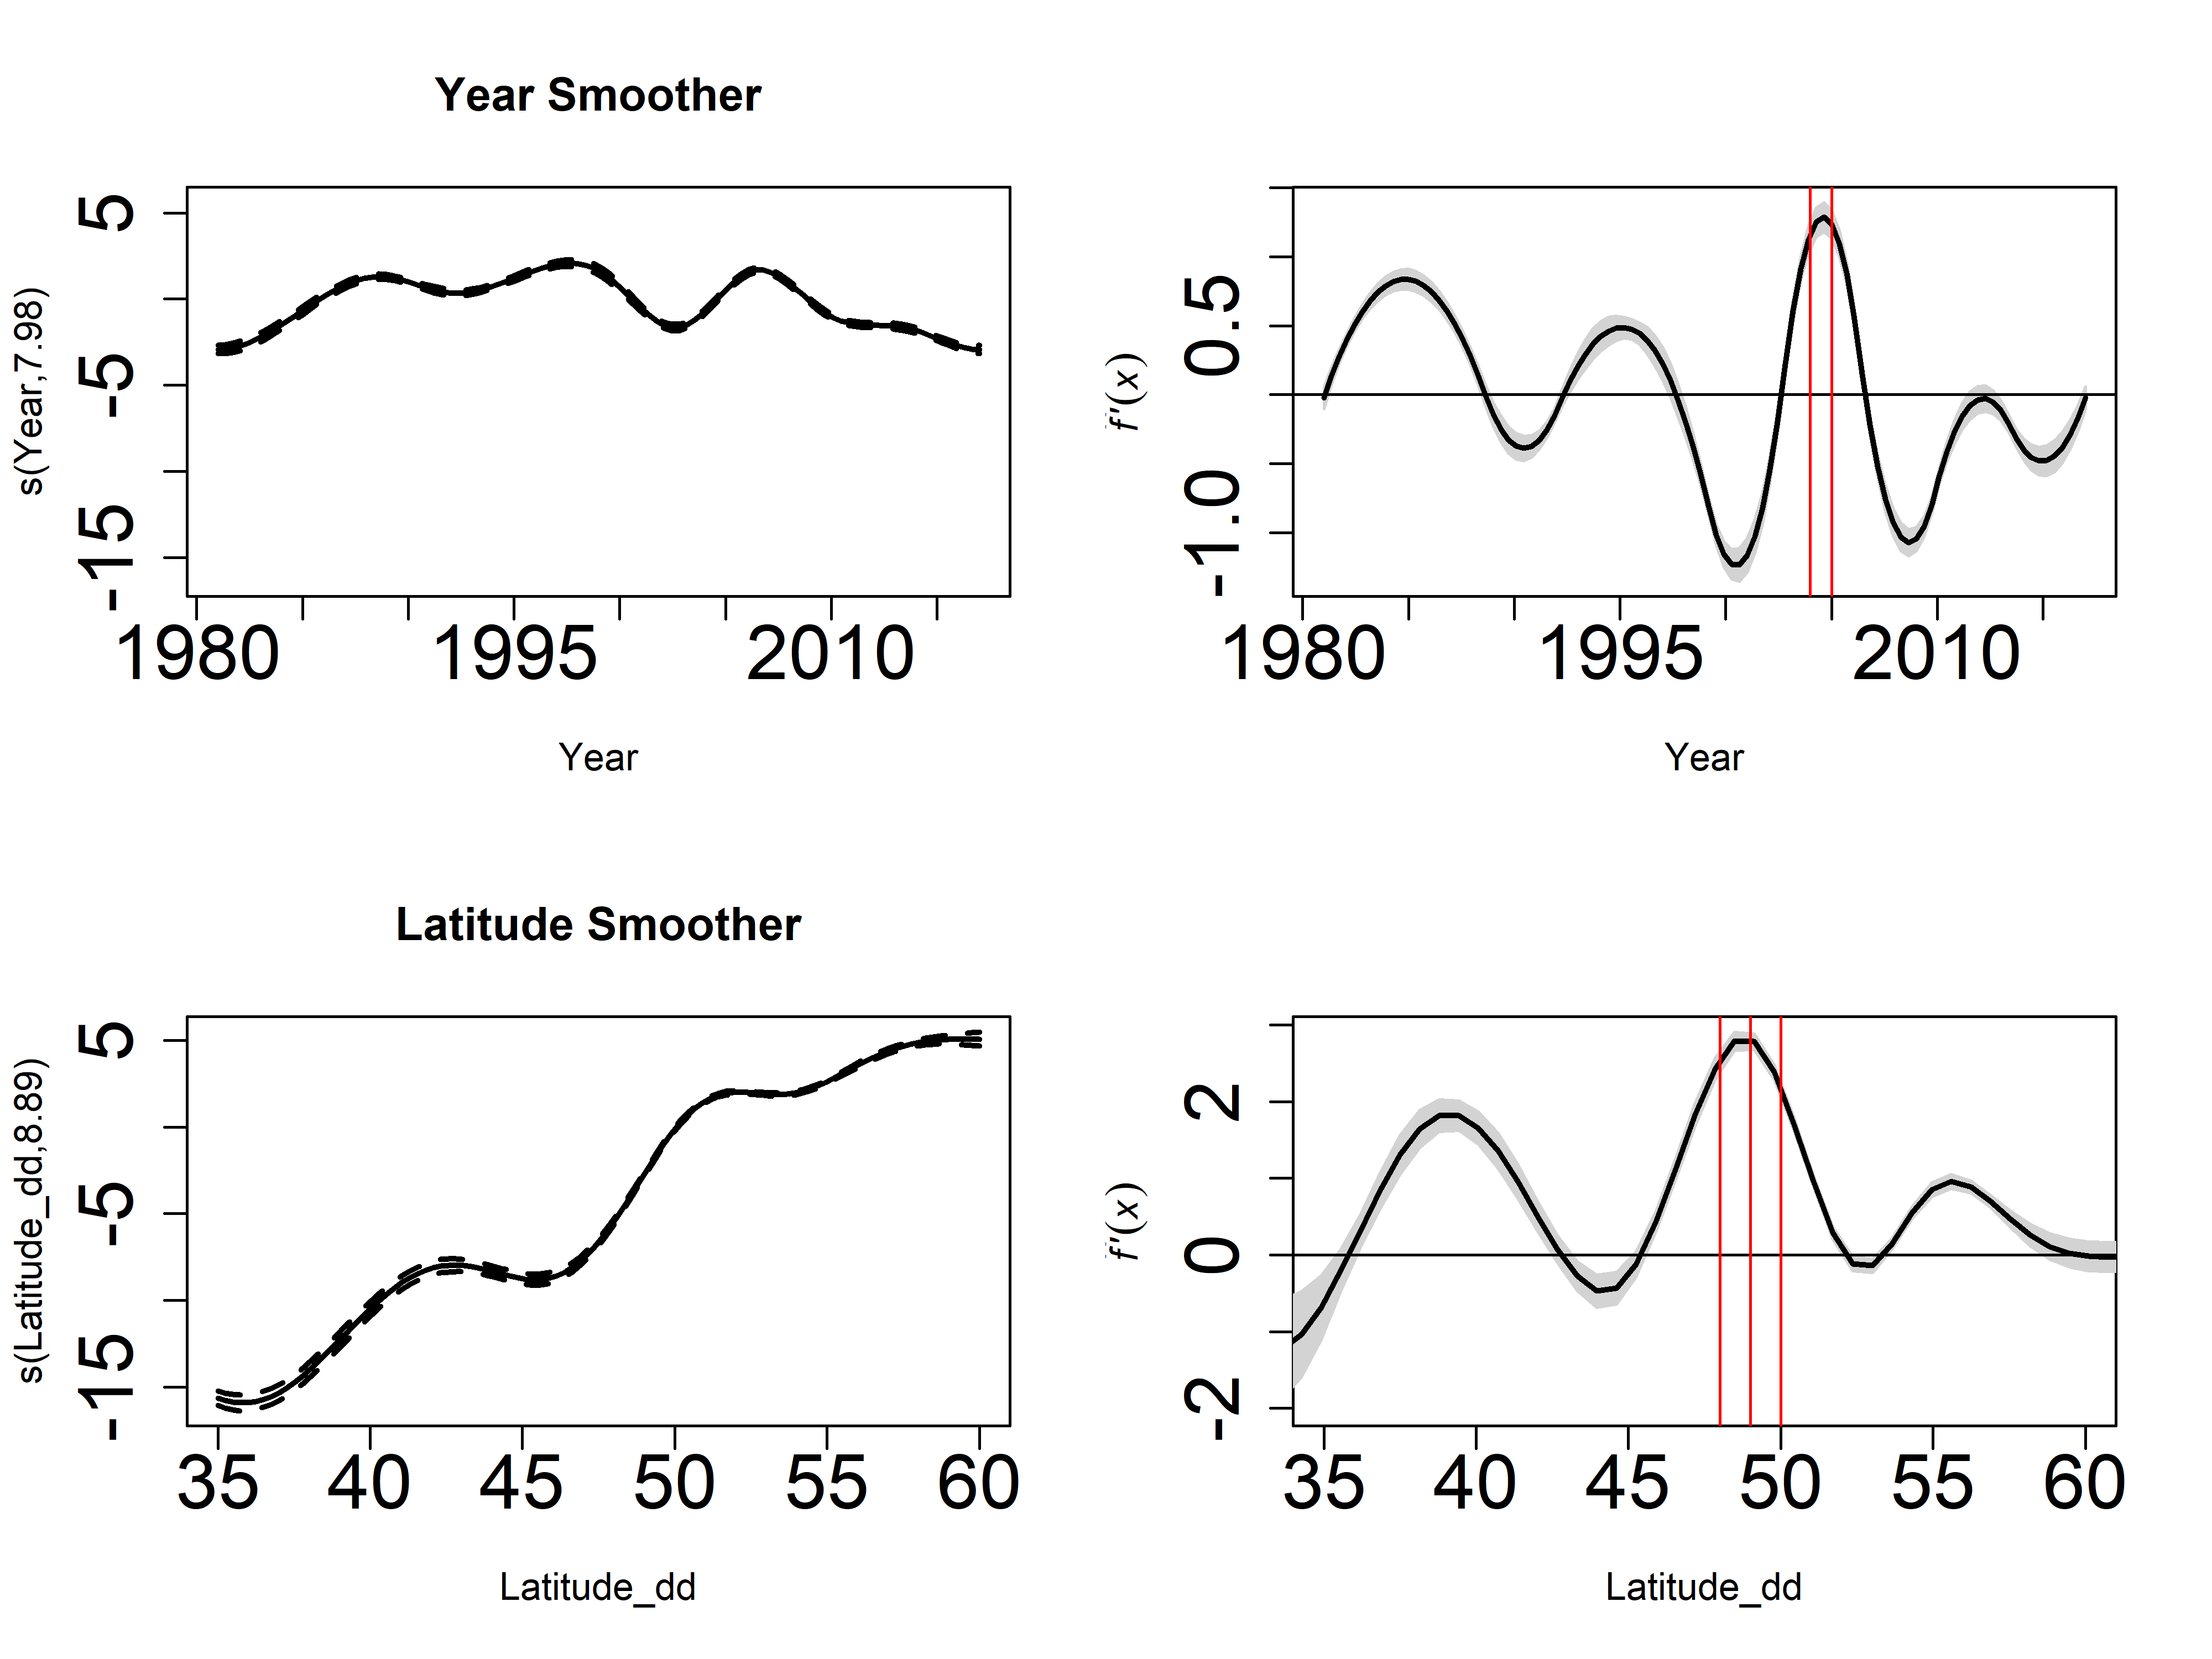 Year Smoother
s(Year,7.98)
5
-5
-15
1980 1995 2010
Year
f'(x)
0.5
-1.0
1980 1995 2010
Year
Latitude Smoother
s(Latitude_dd,8.89)
5
-5
-15
35 40 45 50 55 60
Latitude_dd
f'(x)
2
0
-2
35 40 45 50 55 60
Latitude_dd